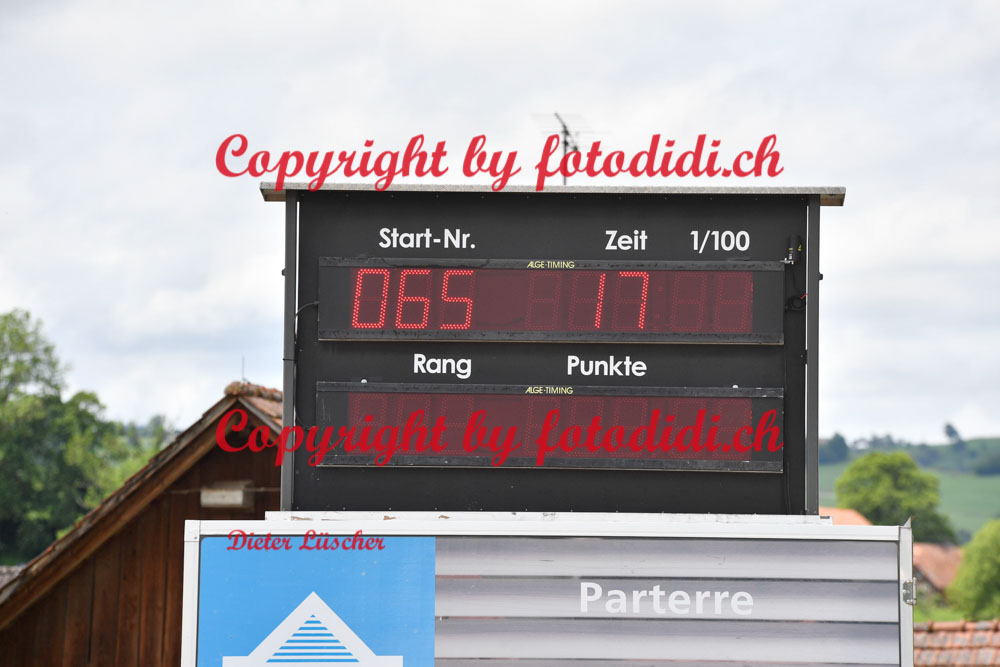 Copyright by fotodidi.ch
Start-Nr. Zeit 1/100
ALGE-TIMING
065 17
Rang Punkte
ALGE-TIMING
Copyright by fotodidi.ch
Dieter Lüscher
Parterre